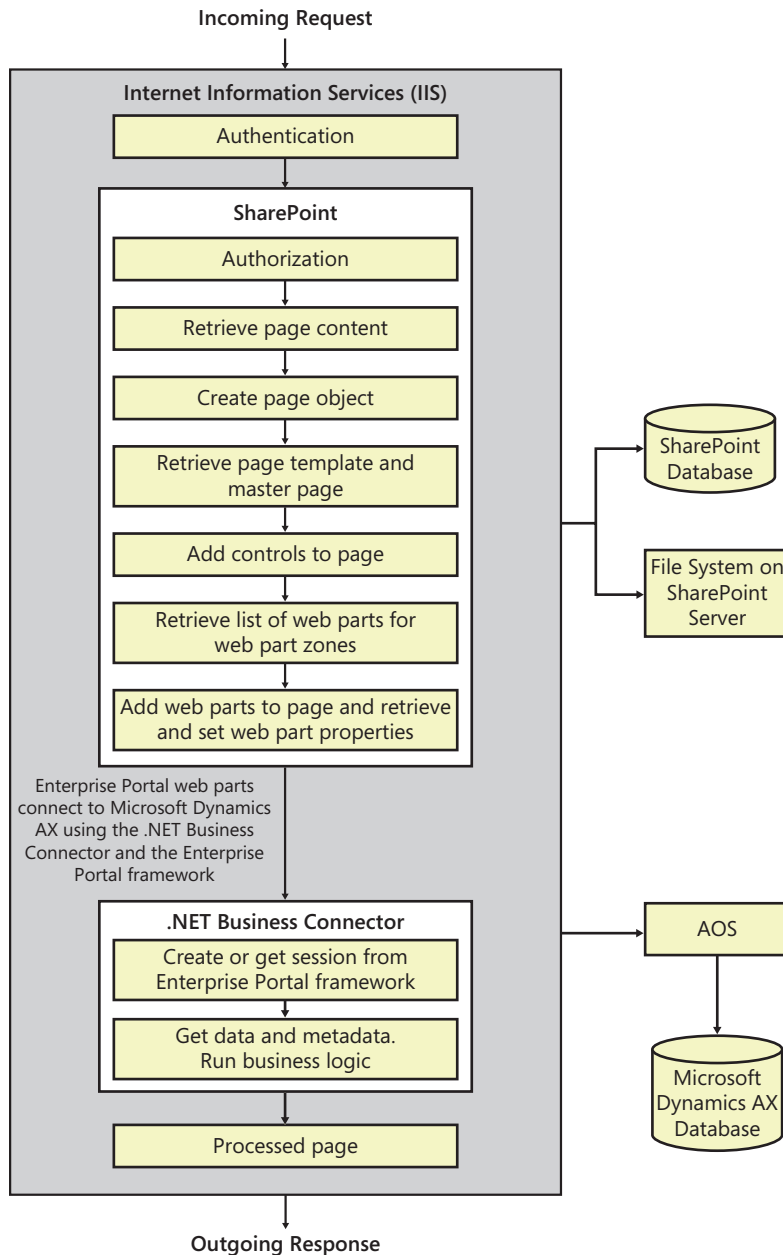 Incoming Request
Internet Information Services (IIS)
Authentication
SharePoint
Authorization
Retrieve page content
Create page object
Retrieve page template and
master page
Add controls to page
Retrieve list of web parts for
web part zones
Add web parts to page and retrieve
and set web part properties
SharePoint
Database
File System on
SharePoint
Server
Enterprise Portal web parts
connect to Microsoft Dynamics
AX using the .NET Business
Connector and the Enterprise
Portal framework
.NET Business Connector
Create or get session from
Enterprise Portal framework
Get data and metadata.
Run business logic
AOS
Microsoft
Dynamics AX
Database
Processed page
Outgoing Response